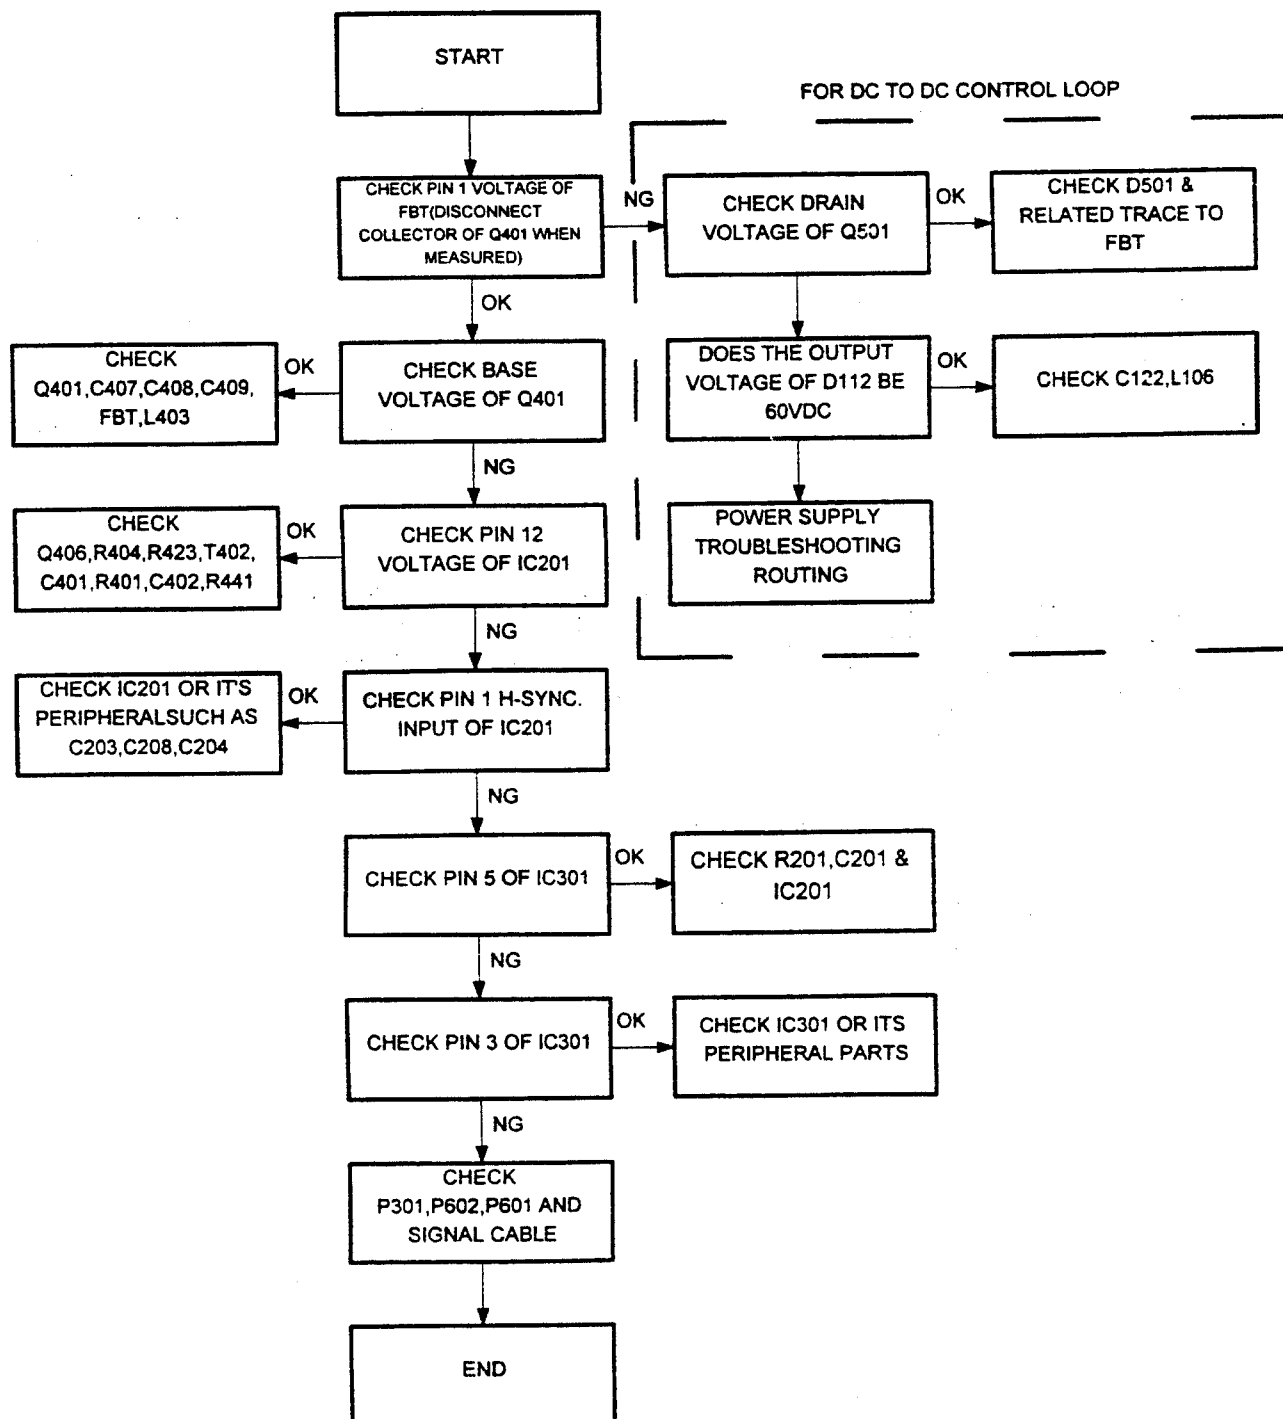 START
FOR DC TO DC CONTROL LOOP
CHECK PIN 1 VOLTAGE OF
FBT(DISCONNECT
COLLECTOR OF Q401 WHEN
MEASURED)
NG
CHECK DRAIN
VOLTAGE OF Q501
OK
CHECK D501 &
RELATED TRACE TO
FBT
OK
CHECK
Q401,C407,C408,C409,
FBT,L403
OK
CHECK BASE
VOLTAGE OF Q401
DOES THE OUTPUT
VOLTAGE OF D112 BE
60VDC
OK
CHECK C122,L106
NG
CHECK
Q406,R404,R423,T402,
C401,R401,C402,R441
OK
CHECK PIN 12
VOLTAGE OF IC201
POWER SUPPLY
TROUBLESHOOTING
ROUTING
NG
CHECK IC201 OR IT'S
PERIPHERALSUCH AS
C203,C208,C204
OK
CHECK PIN 1 H-SYNC.
INPUT OF IC201
NG
CHECK PIN 5 OF IC301
OK
CHECK R201,C201 &
IC201
NG
CHECK PIN 3 OF IC301
OK
CHECK IC301 OR ITS
PERIPHERAL PARTS
NG
CHECK
P301,P602,P601 AND
SIGNAL CABLE
END